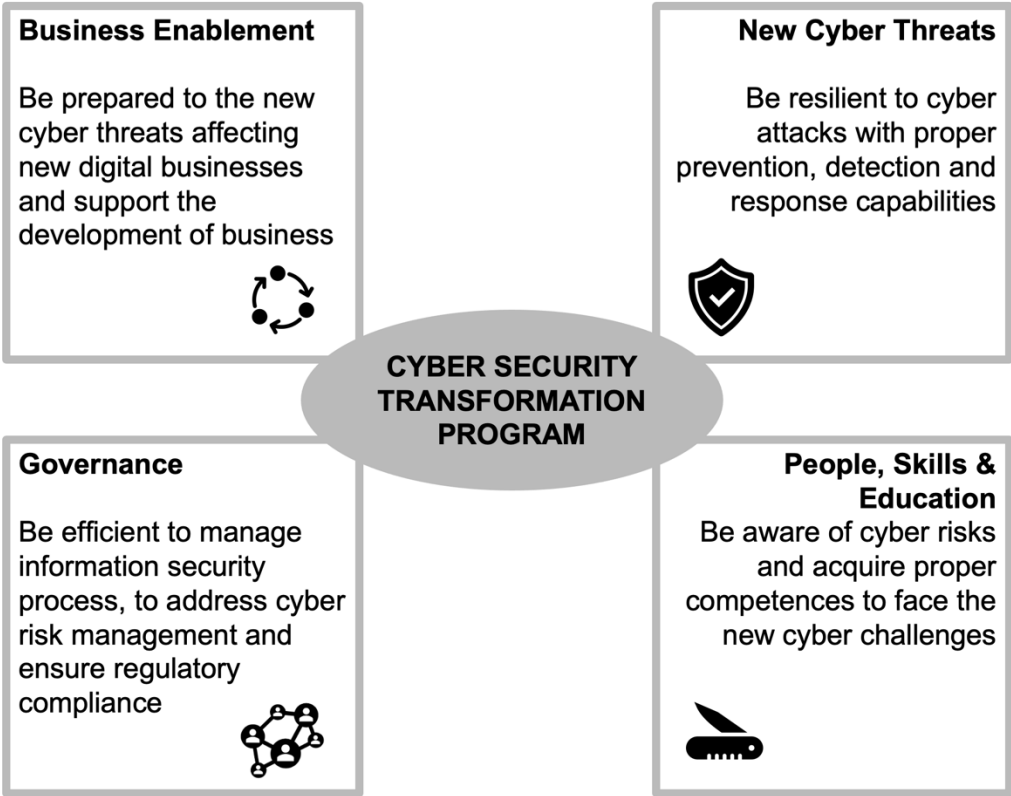 Business Enablement
Be prepared to the new
cyber threats affecting
new digital businesses
and support the
development of business
New Cyber Threats
Be resilient to cyber
attacks with proper
prevention, detection and
response capabilities
CYBER SECURITY
TRANSFORMATION
PROGRAM
Governance
Be efficient to manage
information security
process, to address cyber
risk management and
ensure regulatory
compliance
People, Skills &
Education
Be aware of cyber risks
and acquire proper
competences to face the
new cyber challenges